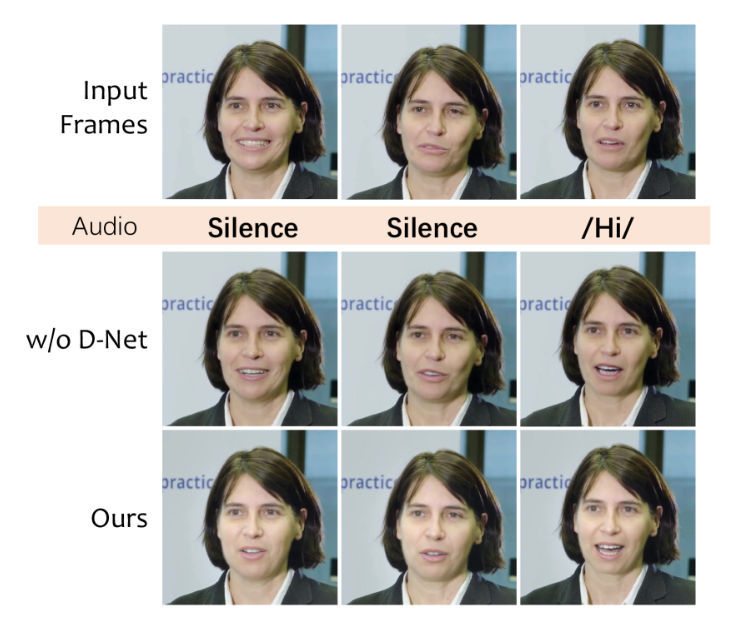 Input
Frames
practic
practic
practic
Audio Silence Silence /Hi/
w/o D-Net
practic
practic
practic
Ours
practic
practic
practic